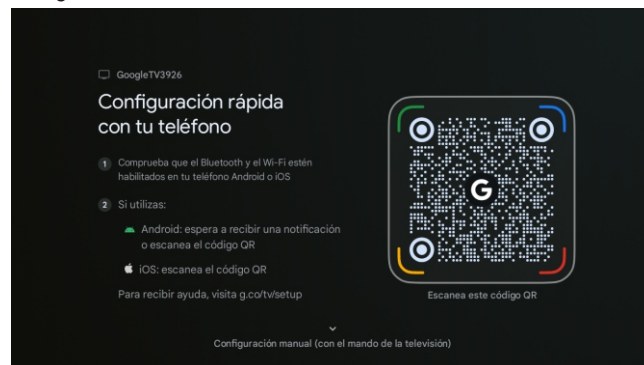 GoogleTV3926
Configuración rápida
con tu teléfono
1 Comprueba que el Bluetooth y el Wi-Fi estén
habilitados en tu teléfono Android o iOS
2 Si utilizas:
Android: espera a recibir una notificación
o escanea el código QR
iOS: escanea el código QR
Para recibir ayuda, visita g.co/tv/setup
G
Escanea este código QR
Configuración manual (con el mando de la televisión)